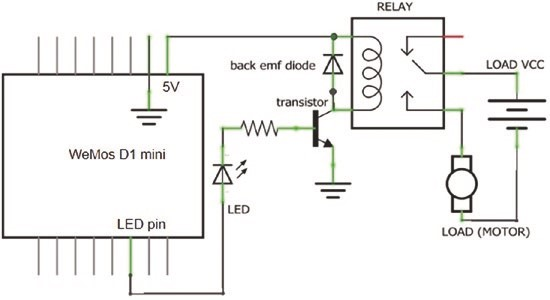 RELAY
5V
back emf diode
LOAD VCC
transistor
WeMos D1 mini
LED
LED pin
LOAD (MOTOR)